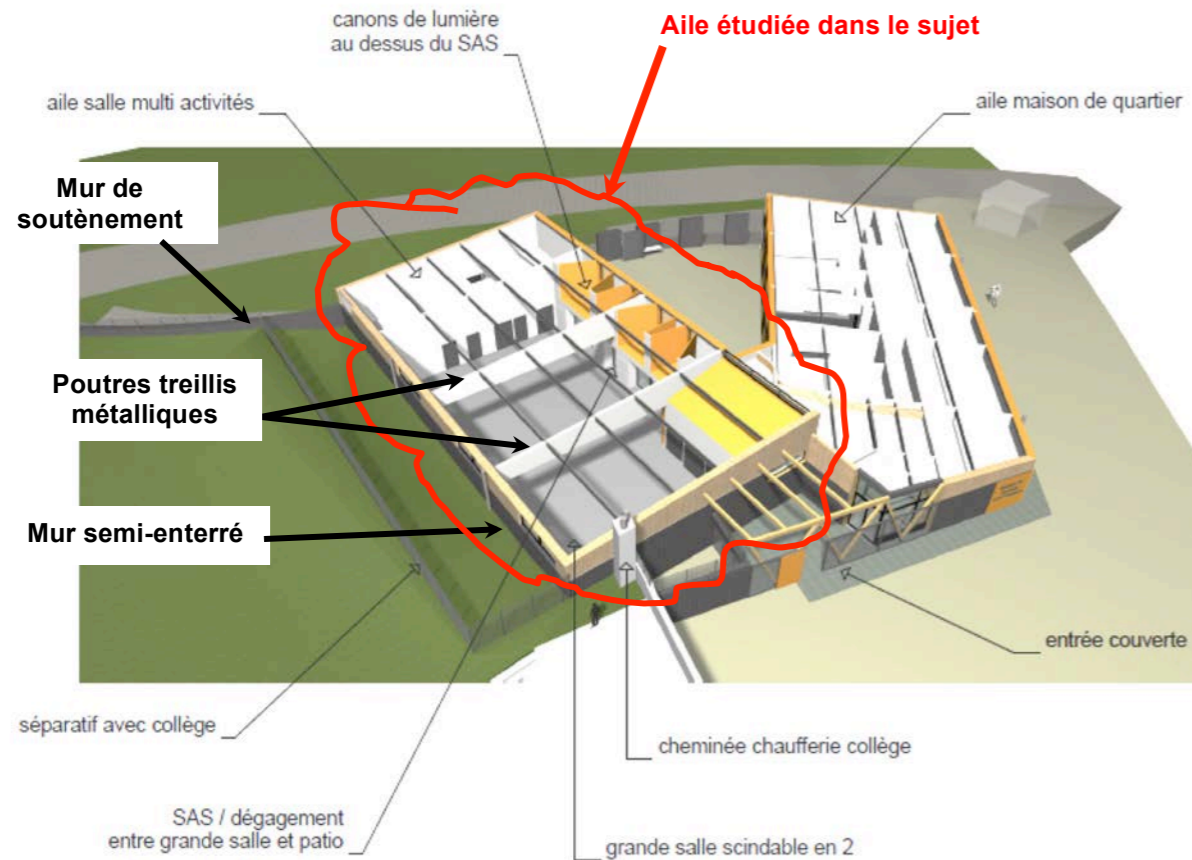 canons de lumière
au dessus du SAS
Aile étudiée dans le sujet
aile salle multi activités
aile maison de quartier
Mur de
soutènement
Poutres treillis
métalliques
Mur semi-enterré
entrée couverte
séparatif avec collège
cheminée chaufferie collège
SAS / dégagement
entre grande salle et patio
grande salle scindable en 2